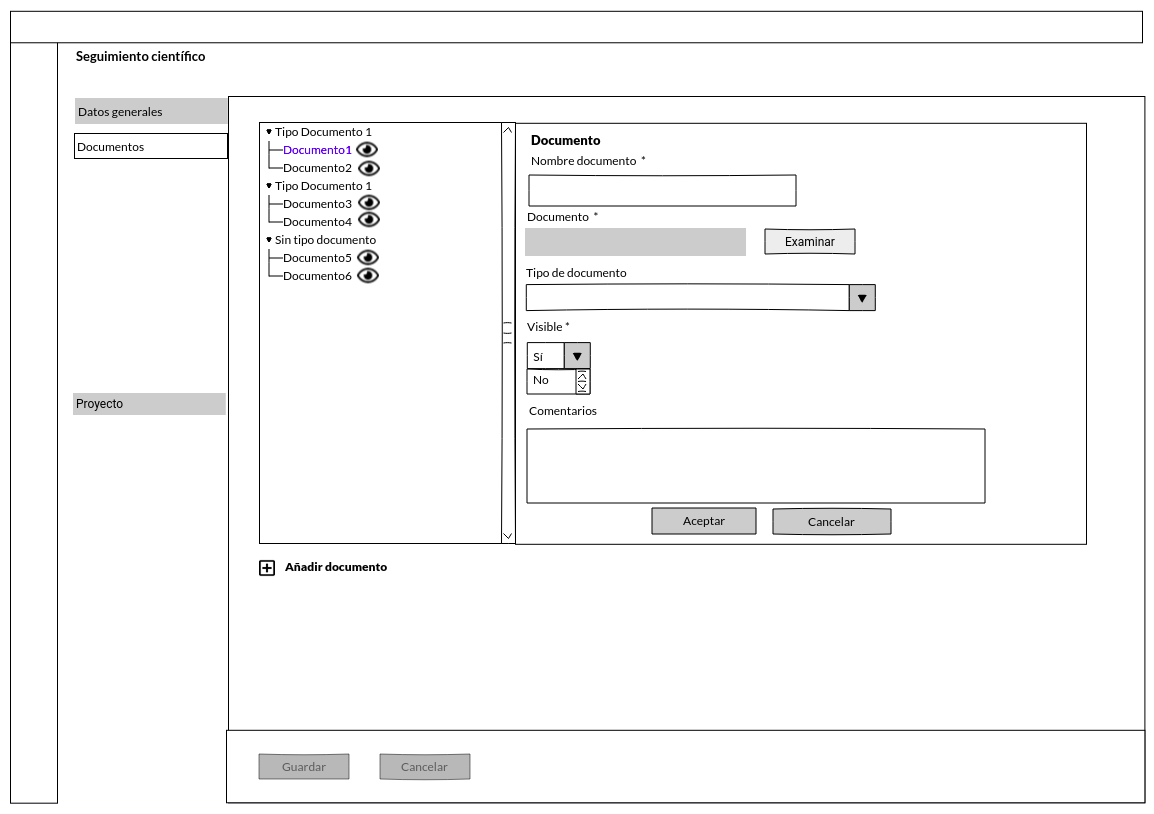 Seguimiento científico
Datos generales
Documentos
Proyecto
Tipo Documento 1
Documento1
Documento2
Tipo Documento 1
Documento3
Documento4
Sin tipo documento
Documento5
Documento6
Documento
Nombre documento *
Documento *
Examinar
Tipo de documento
Visible *
Sí
No
Comentarios
Aceptar
Cancelar
Añadir documento
Guardar
Cancelar